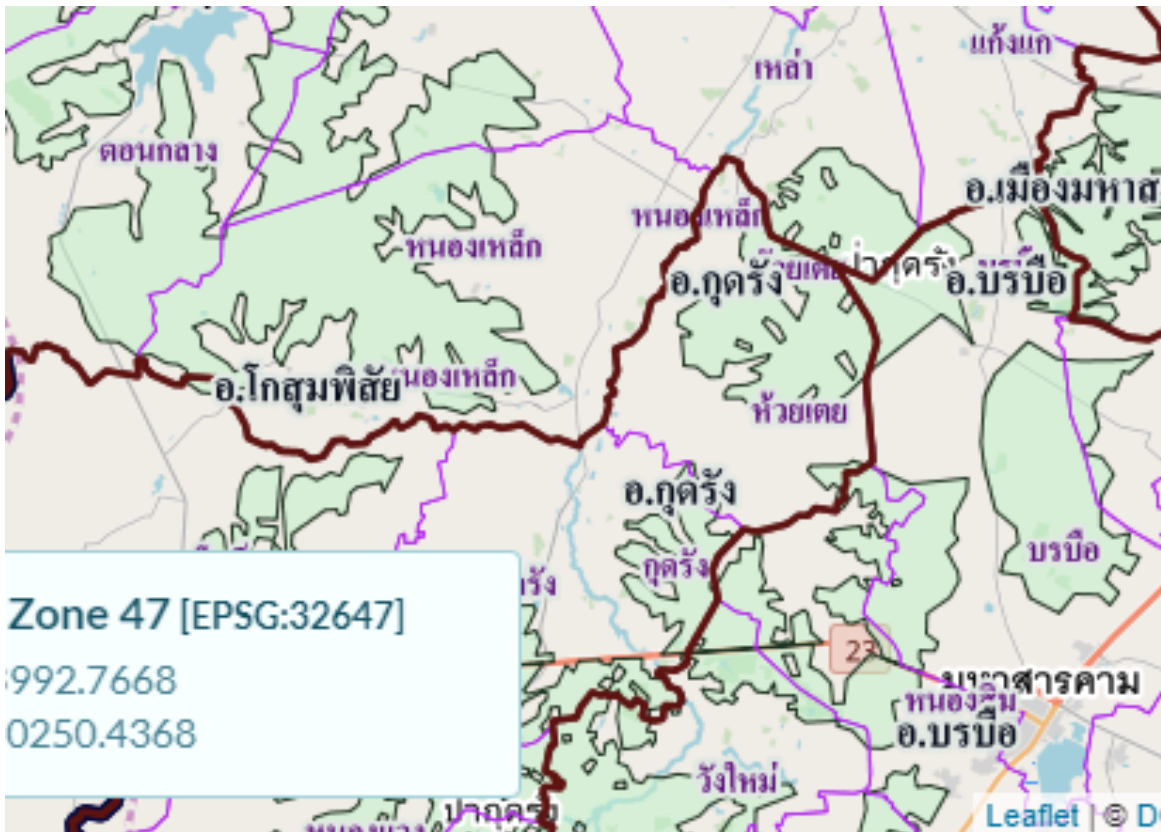 แก้งแก
เหล่า
ดอนกลาง
อ.เมืองมหาส
หนองเหล็ก
หนองเหล็ก
ป่ากุดรัง
อ.กุดรัง
อ.บรบือ
อ.โกสุมพิสัย
นองเหล็ก
ห้วยเตย
อ.กุดรัง
บรบือ
กุดรัง
รัง
Zone 47 [EPSG:32647]
992.7668
0250.4368
23
มหาสารคาม
หนองสิม
อ.บรบือ
วังใหม่
Leaflet | © D